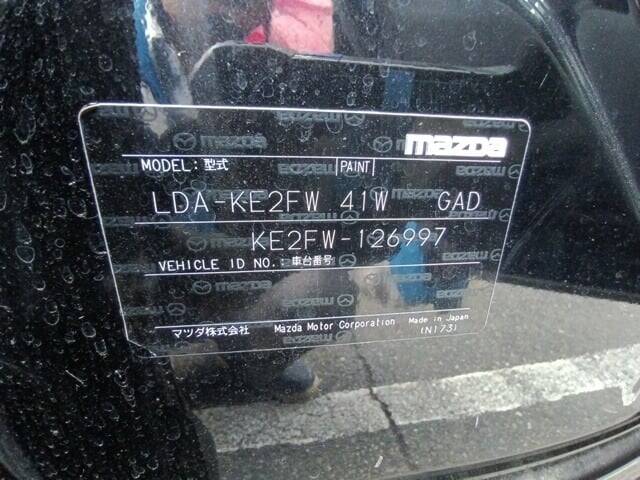 mazda
MODEL:型式 PAINT
LDA-KE2FW 41W GAD
KE2FW-126997
VEHICLE ID NO.:車台番号
マツダ株式会社 Mazda Motor Corporation Made in Japan
(N173)